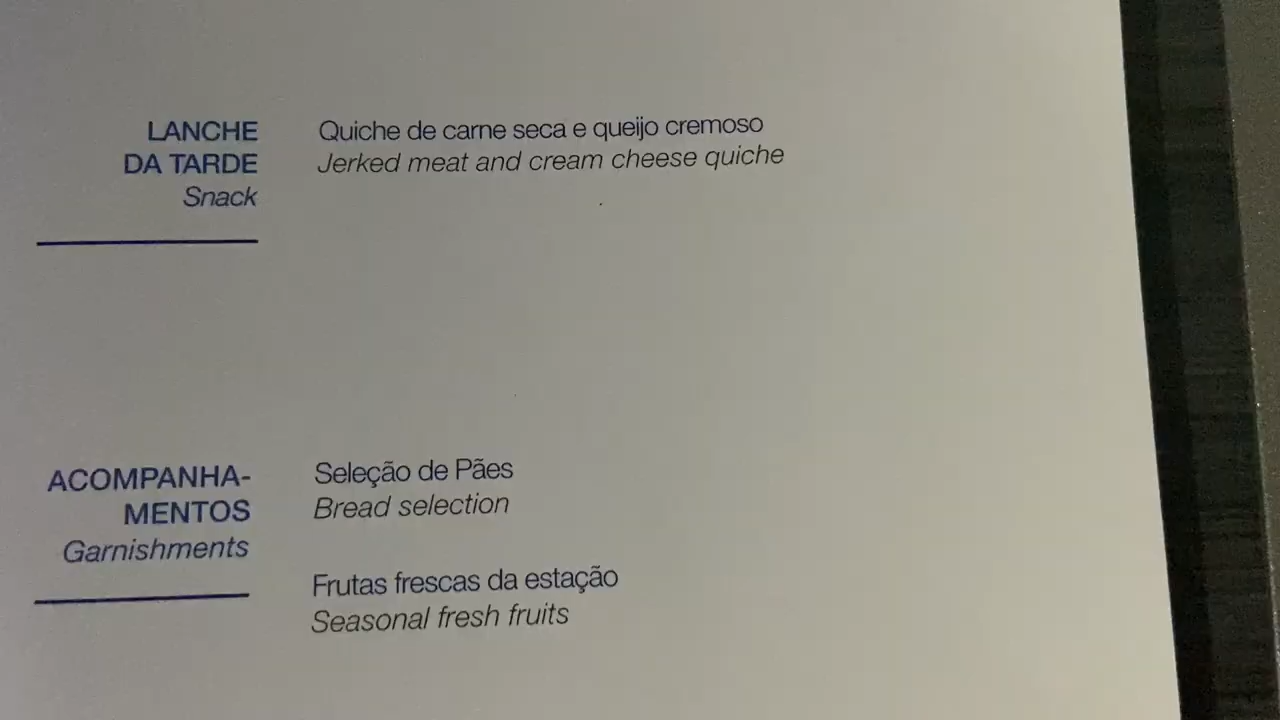 LANCHE
DA TARDE
Snack
Quiche de carne seca e queijo cremoso
Jerked meat and cream cheese quiche
ACOMPANHA-
MENTOS
Garnishments
Seleção de Pães
Bread selection
Frutas frescas da estação
Seasonal fresh fruits